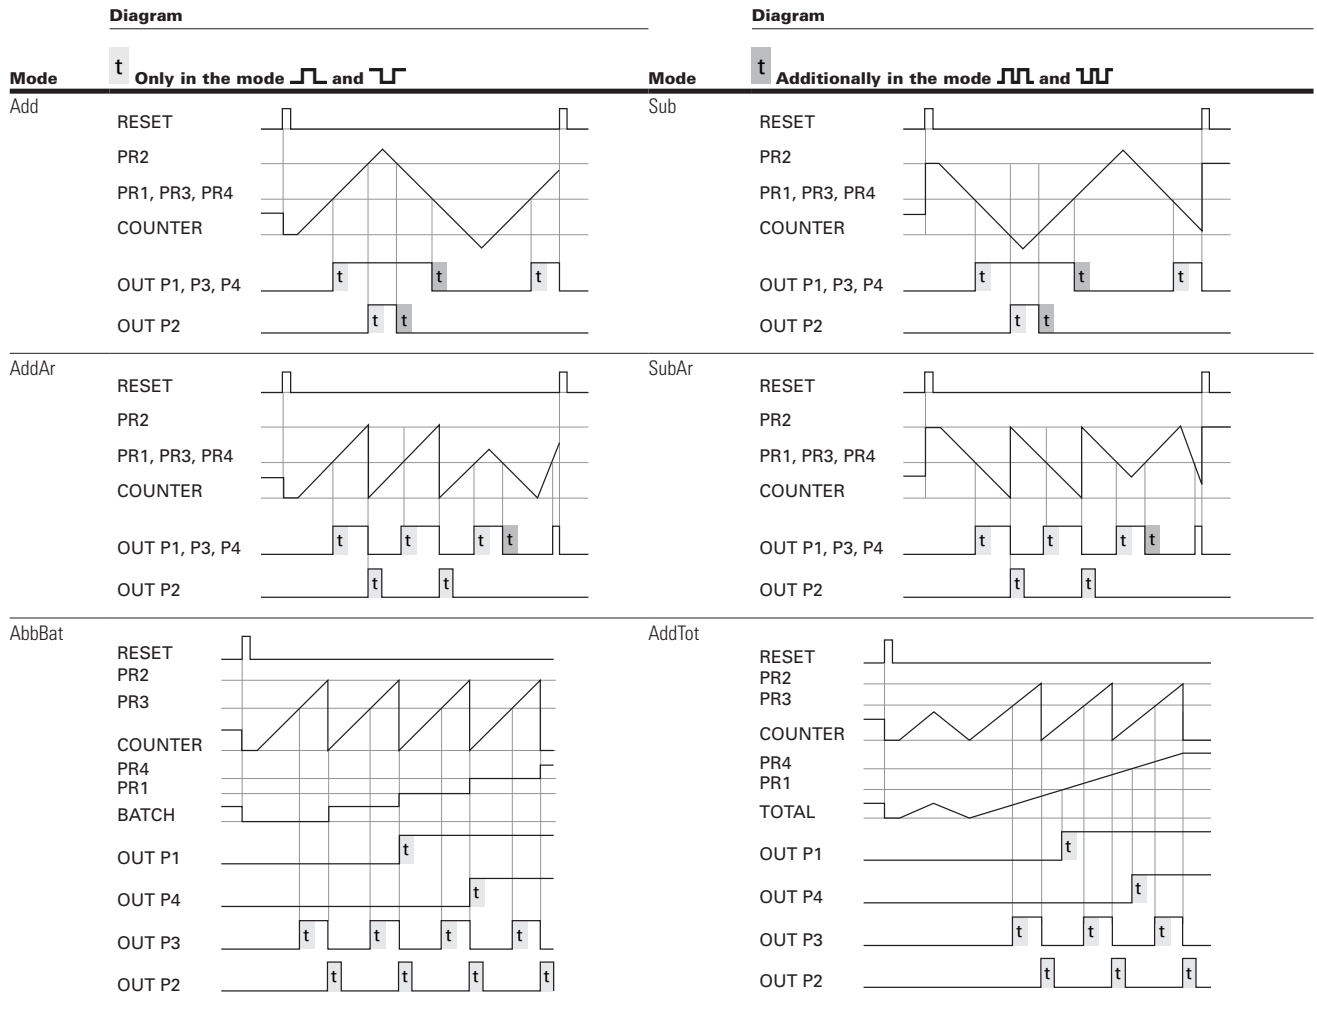 Diagram
Diagram
Mode
t Only in the mode and
Mode
t Additionally in the mode and
Add
RESET
PR2
PR1, PR3, PR4
COUNTER
OUT P1, P3, P4
t t t
OUT P2
t t
Sub
RESET
PR2
PR1, PR3, PR4
COUNTER
OUT P1, P3, P4
t t t
OUT P2
t t
AddAr
RESET
PR2
PR1, PR3, PR4
COUNTER
OUT P1, P3, P4
t t t t
OUT P2
t t
SubAr
RESET
PR2
PR1, PR3, PR4
COUNTER
OUT P1, P3, P4
t t t t
OUT P2
t t
AbbBat
RESET
PR2
PR3
COUNTER
PR4
PR1
BATCH
OUT P1
t
OUT P4
t
OUT P3
t t t t
OUT P2
t t t t
AddTot
RESET
PR2
PR3
COUNTER
PR4
PR1
TOTAL
OUT P1
t
OUT P4
t
OUT P3
t t t
OUT P2
t t t